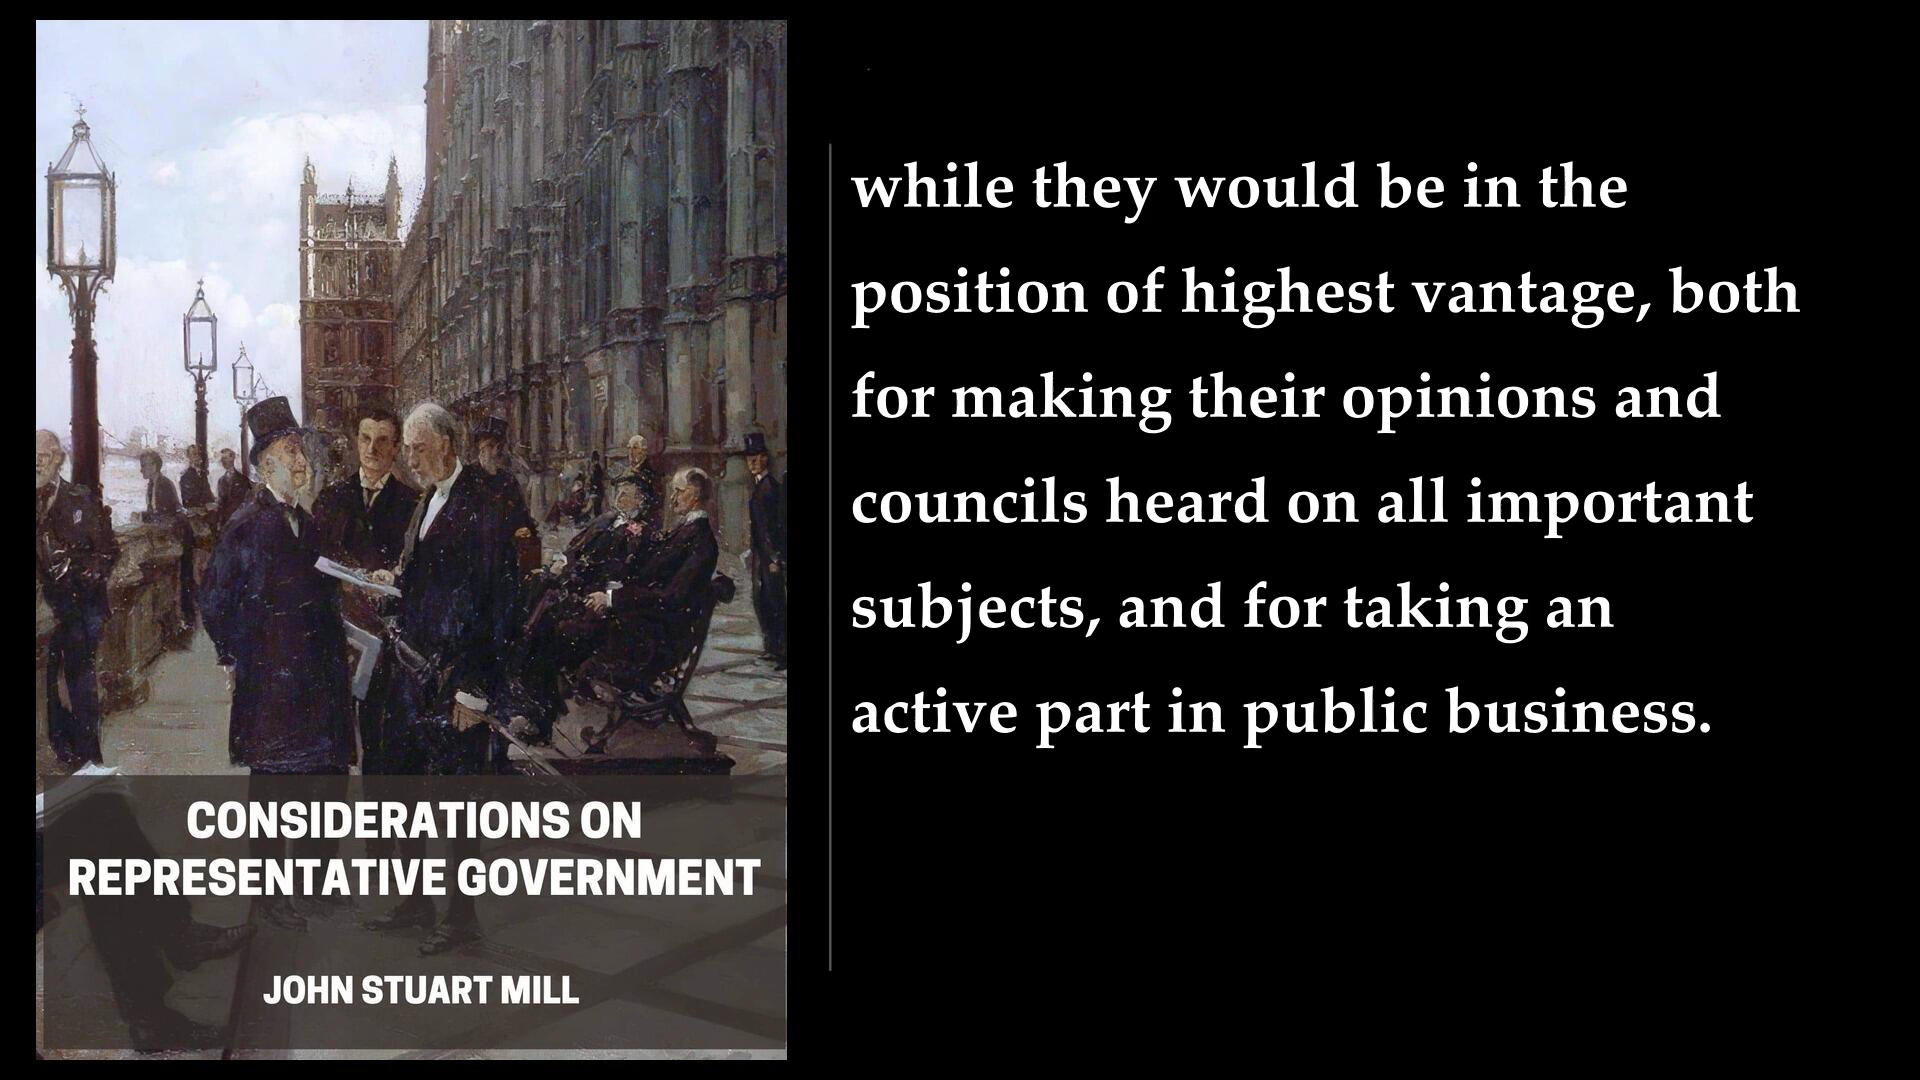 CONSIDERATIONS ON
REPRESENTATIVE GOVERNMENT
JOHN STUART MILL
while they would be in the
position of highest vantage, both
for making their opinions and
councils heard on all important
subjects, and for taking an
active part in public business.